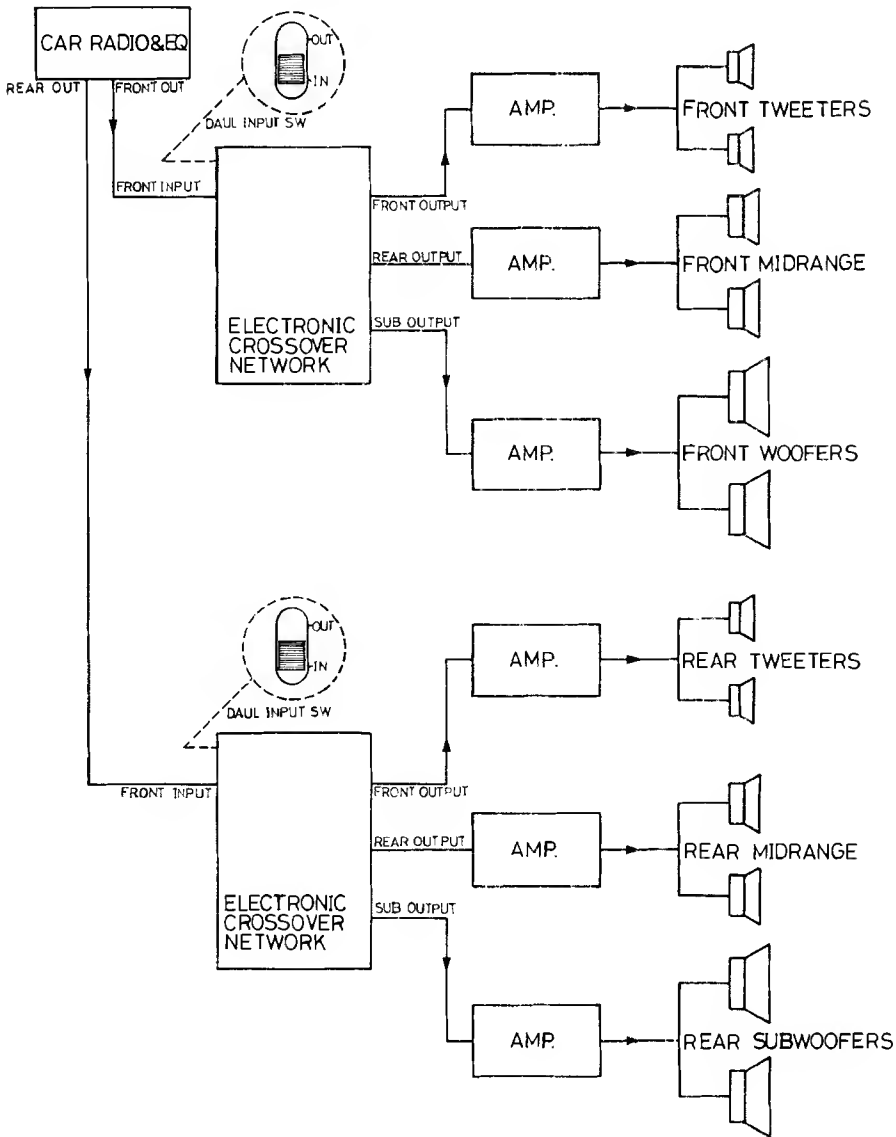 CAR RADIO&EQ
REAR OUT
FRONT OUT
OUT
IN
DAUL INPUT SW
FRONT INPUT
FRONT OUTPUT
REAR OUTPUT
SUB OUTPUT
ELECTRONIC
CROSSOVER
NETWORK
AMP.
FRONT TWEETERS
AMP.
FRONT MIDRANGE
AMP.
FRONT WOOFERS
OUT
IN
DAUL INPUT SW
FRONT INPUT
FRONT OUTPUT
REAR OUTPUT
SUB OUTPUT
ELECTRONIC
CROSSOVER
NETWORK
AMP.
REAR TWEETERS
AMP.
REAR MIDRANGE
AMP.
REAR SUBWOOFERS